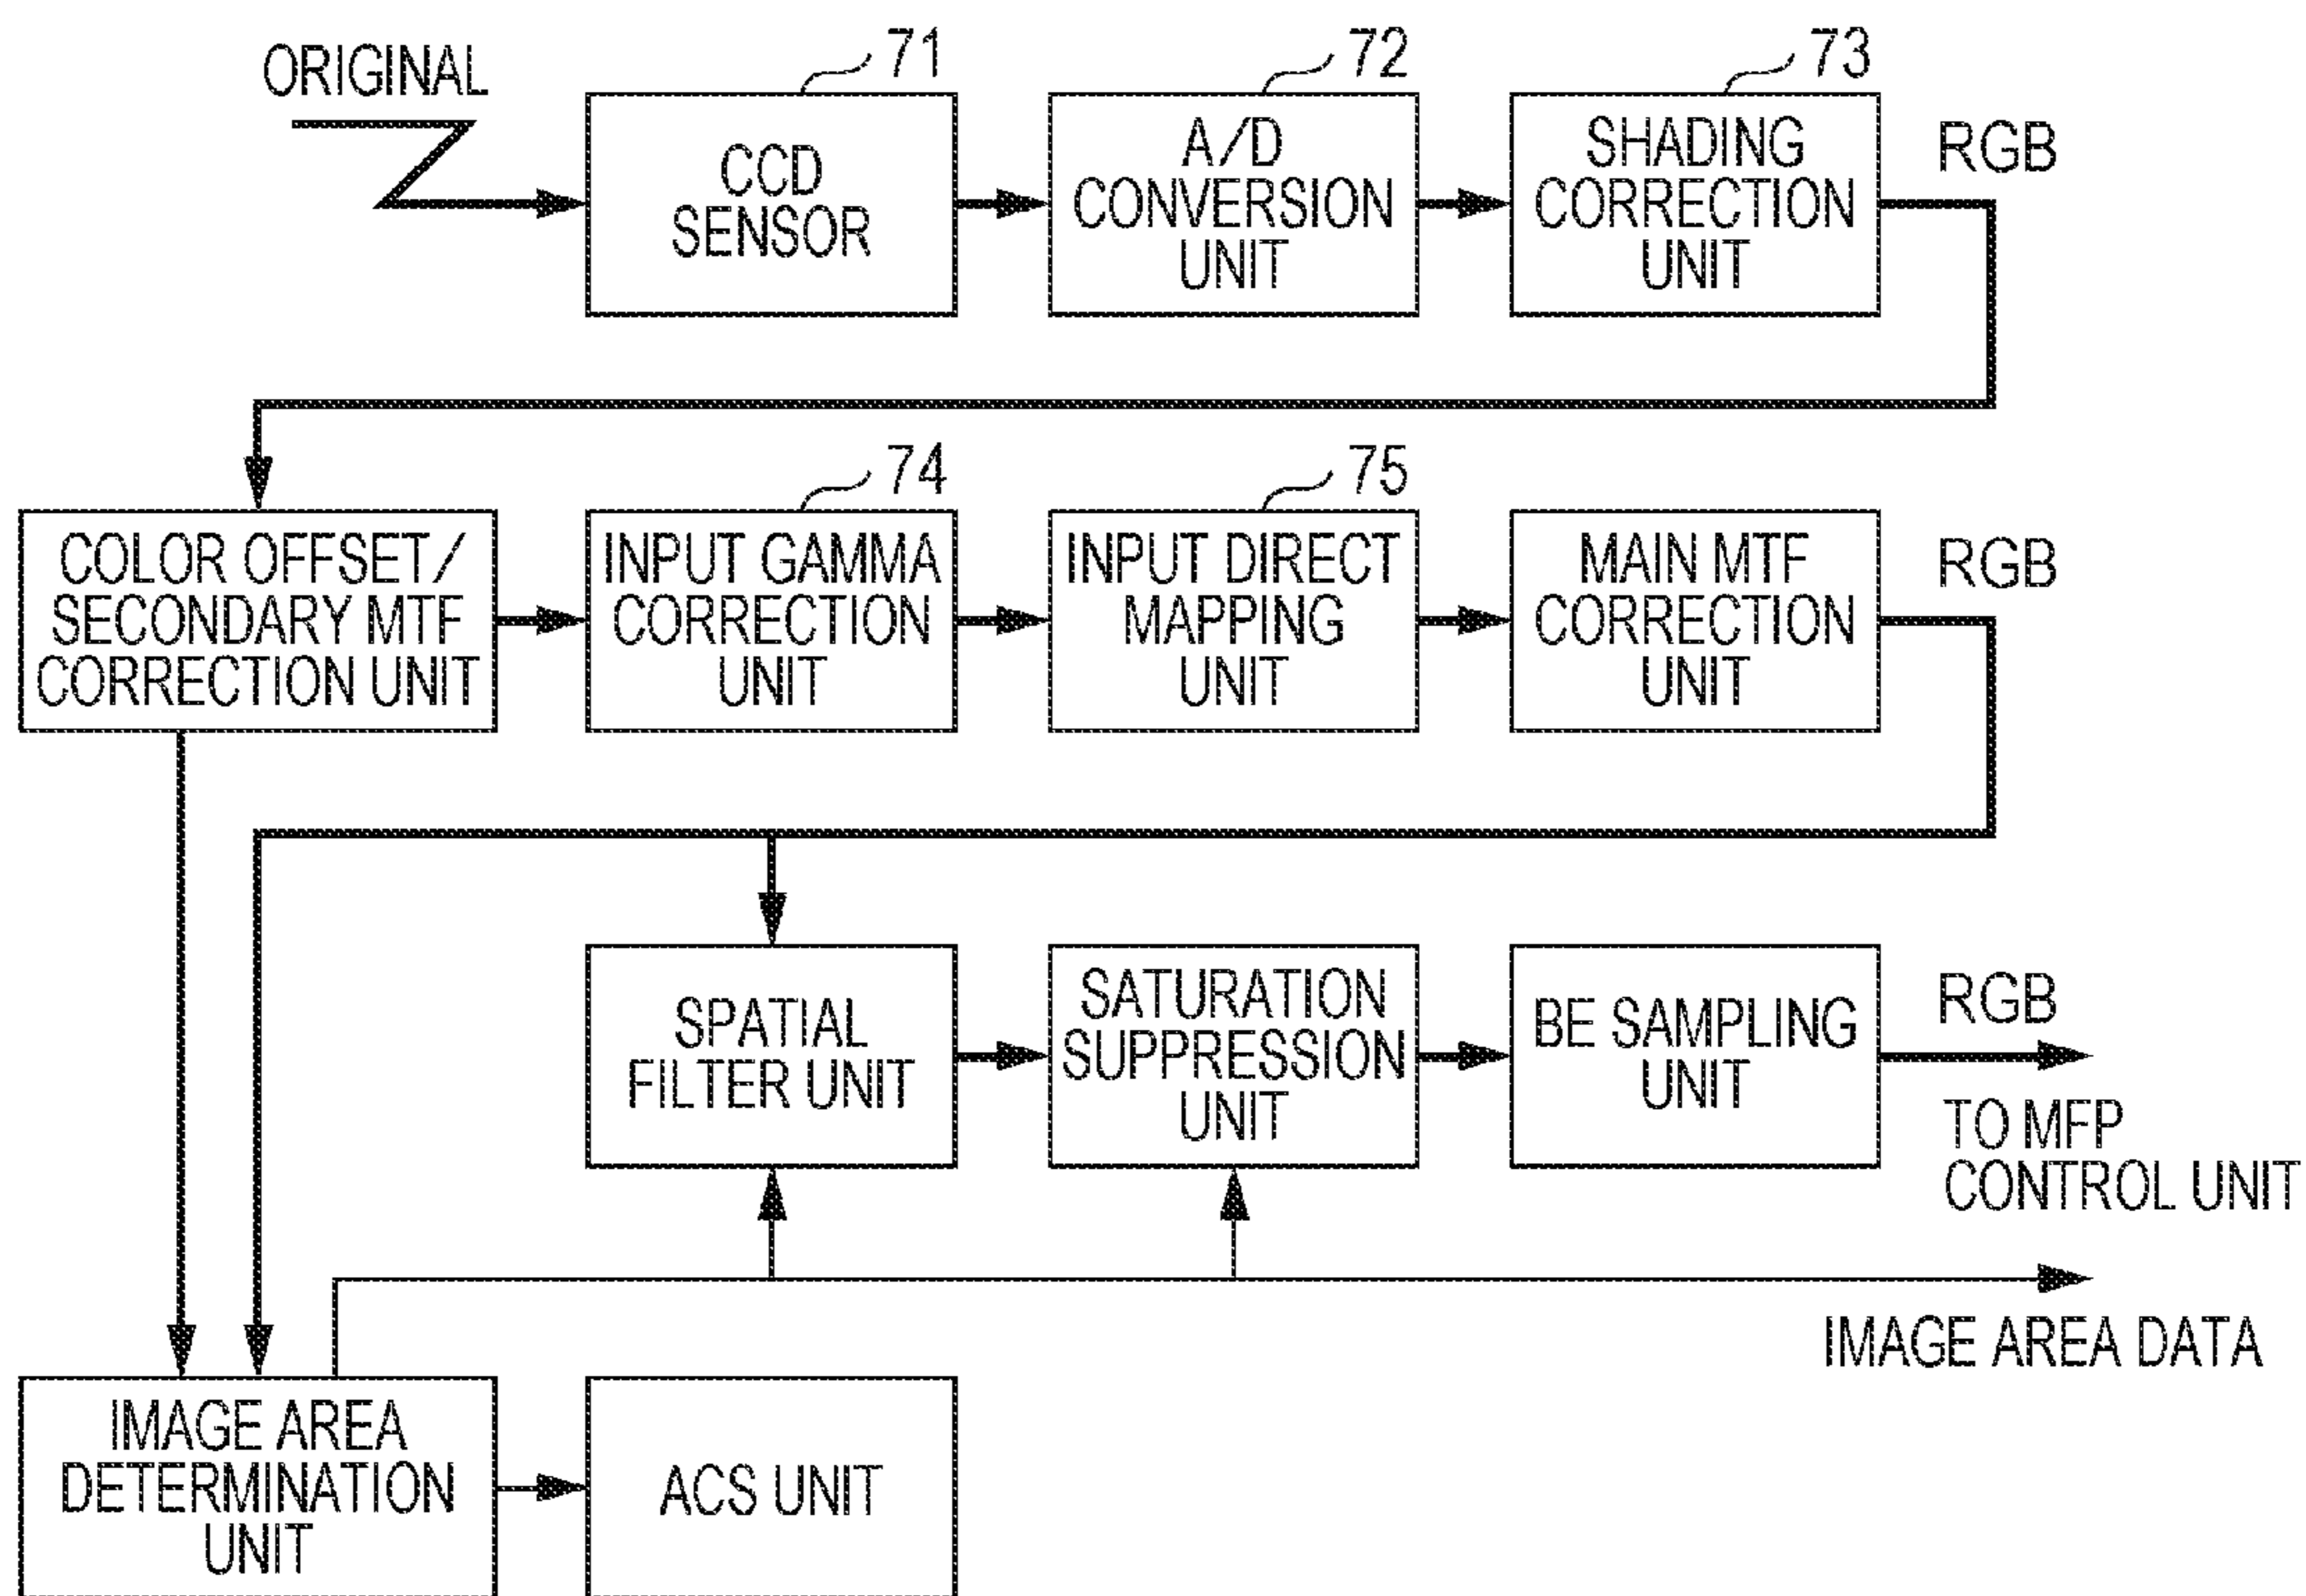 ORIGINAL
71
72
73
CCD
SENSOR
A/D
CONVERSION
UNIT
SHADING
CORRECTION
UNIT
RGB
74
75
COLOR OFFSET/
SECONDARY MTF
CORRECTION UNIT
INPUT GAMMA
CORRECTION
UNIT
INPUT DIRECT
MAPPING
UNIT
MAIN MTF
CORRECTION
UNIT
RGB
SPATIAL
FILTER UNIT
SATURATION
SUPPRESSION
UNIT
BE SAMPLING
UNIT
RGB
TO MFP
CONTROL UNIT
IMAGE AREA DATA
IMAGE AREA
DETERMINATION
UNIT
ACS UNIT